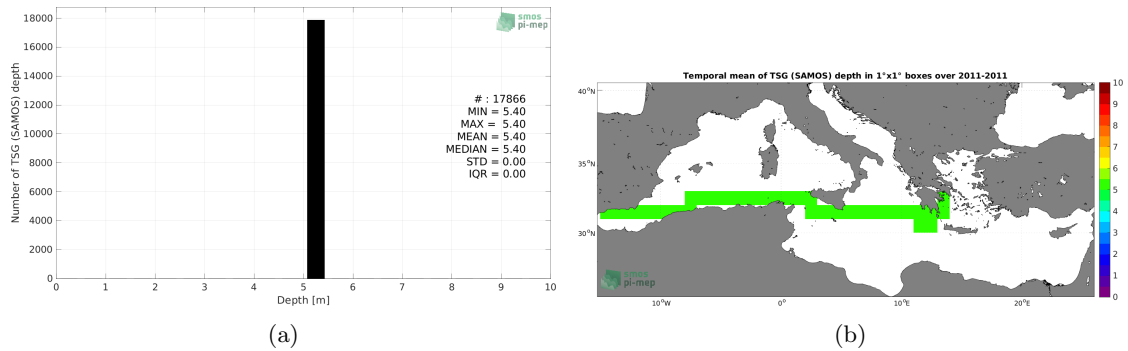 18000
16000
14000
12000
10000
8000
6000
4000
2000
0
Number of TSG (SAMOS) depth
smos
pi-mep
# : 17866
MIN = 5.40
MAX = 5.40
MEAN = 5.40
MEDIAN = 5.40
STD = 0.00
IQR = 0.00
0 1 2 3 4 5 6 7 8 9 10
Depth [m]
(a)
Temporal mean of TSG (SAMOS) depth in 1°x1° boxes over 2011-2011
40°N
35°N
30°N
10°W 0° 10°E 20°E
smos
pi-mep
10
9
8
7
6
5
4
3
2
1
0
(b)